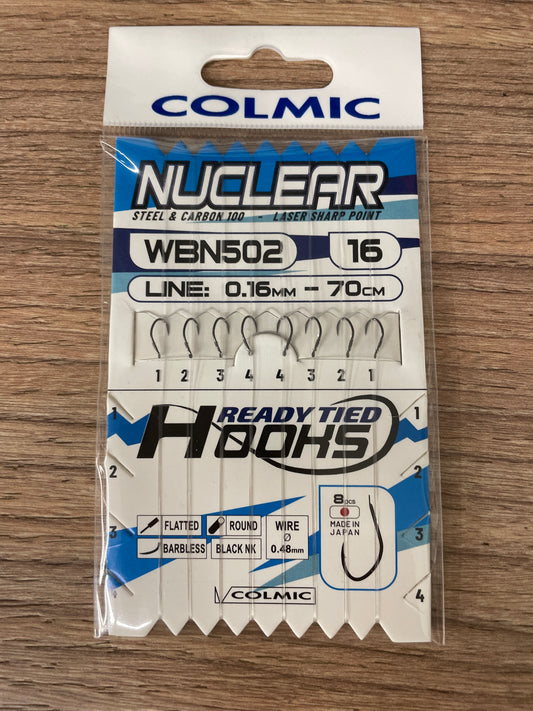 COLMIC
NUCLEAR
STEEL & CARBON 100 - LASER SHARP POINT
WBN502 16
LINE: 0.16MM - 70CM
1 2 3 4 4 3 2 1
READY TIED
HOOKS
1 1
2 2
3 3
4 4
8pcs
MADE IN
JAPAN
FLATTED ROUND WIRE
Ø
BARBLESS BLACK NK 0.48mm
COLMIC